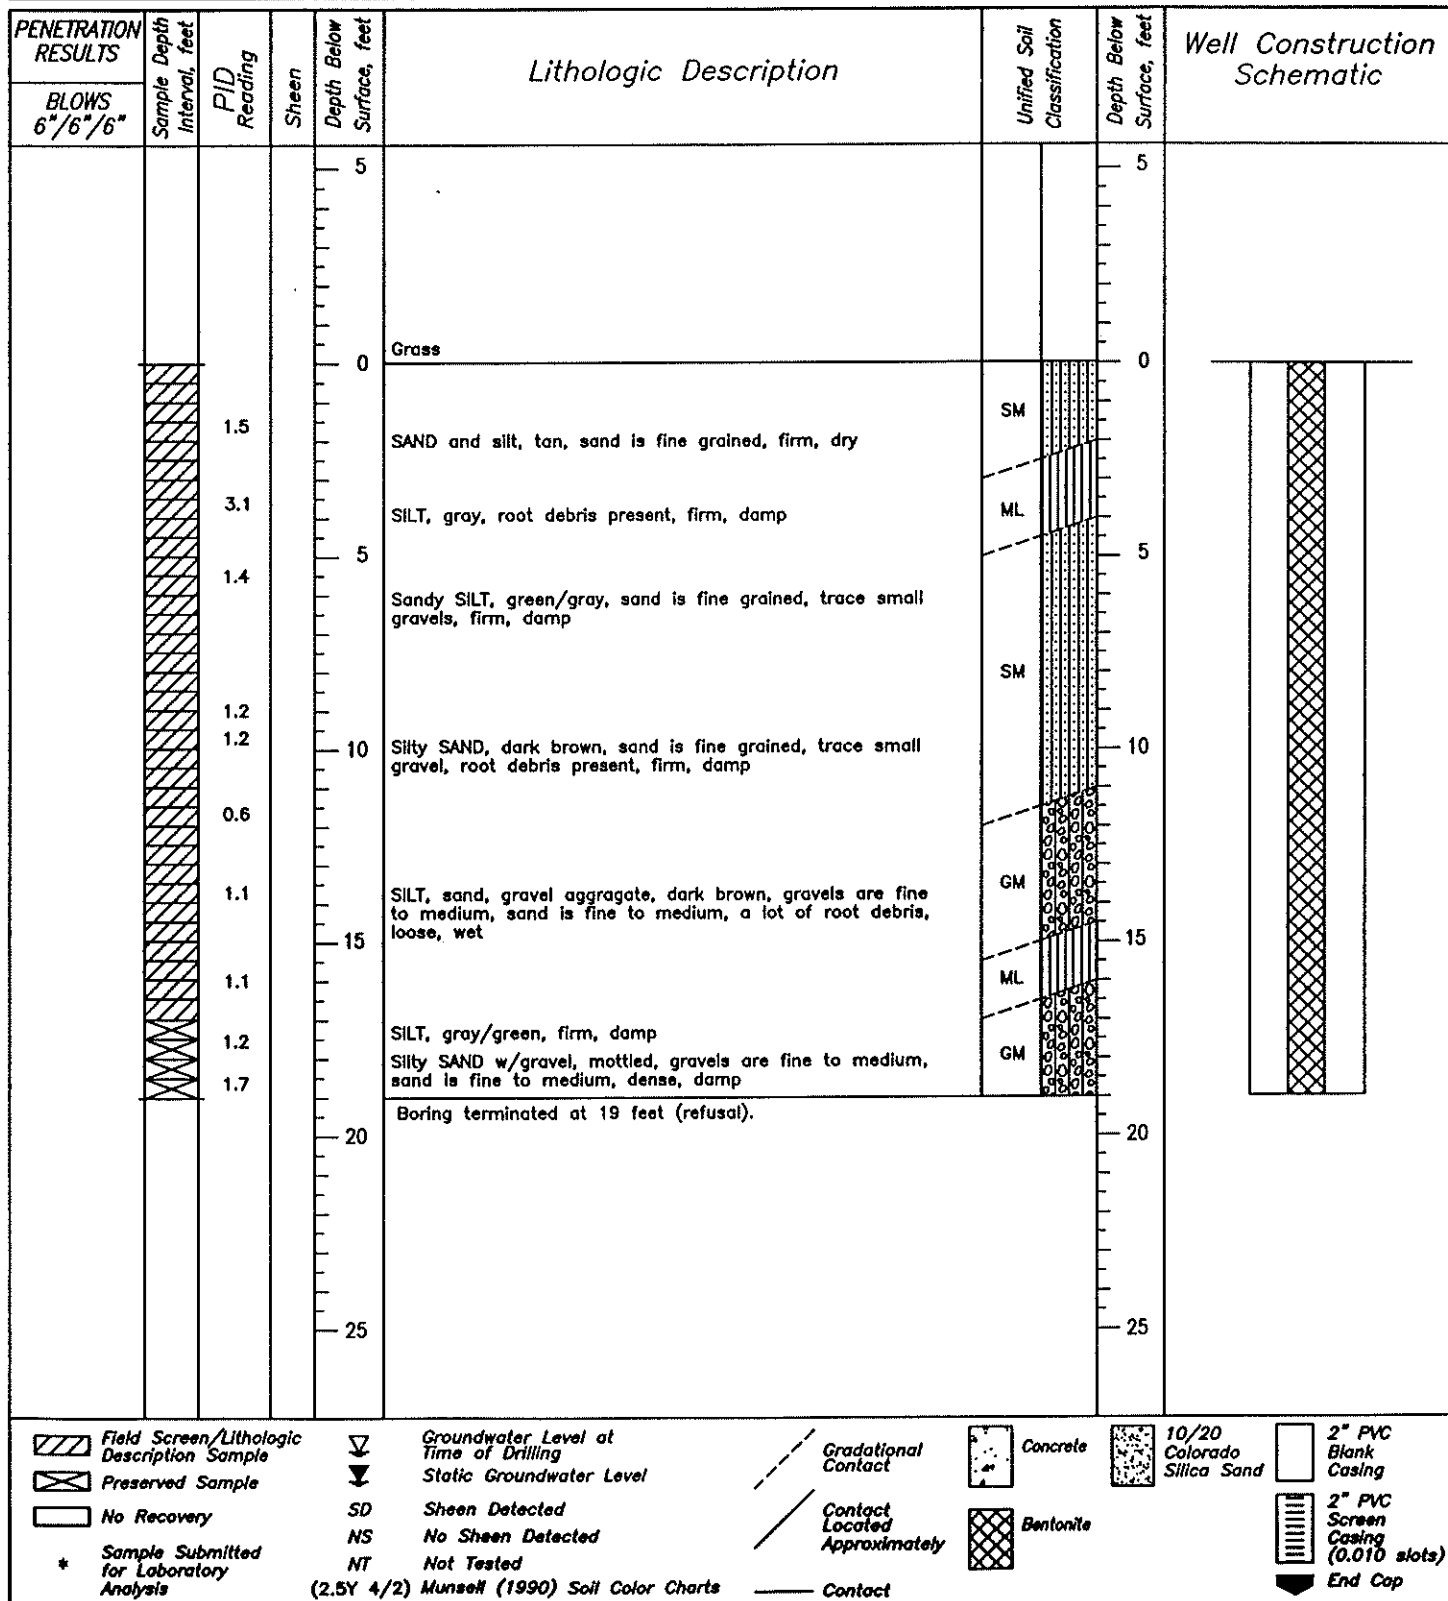 PENETRATION
RESULTS
BLOWS
6"/6"/6"
Sample Depth
Interval, feet
PID
Reading
Sheen
Depth Below
Surface, feet
Lithologic Description
Unified Soil
Classification
Depth Below
Surface, feet
Well Construction
Schematic
5
5
Grass
0
0
SM
1.5
SAND and silt, tan, sand is fine grained, firm, dry
3.1
SILT, gray, root debris present, firm, damp
ML
5
5
1.4
Sandy SILT, green/gray, sand is fine grained, trace small
gravels, firm, damp
SM
1.2
1.2
10
Silty SAND, dark brown, sand is fine grained, trace small
gravel, root debris present, firm, damp
10
0.6
1.1
SILT, sand, gravel aggragate, dark brown, gravels are fine
to medium, sand is fine to medium, a lot of root debris,
loose, wet
GM
15
15
1.1
ML
SILT, gray/green, firm, damp
1.2
Silty SAND w/gravel, mottled, gravels are fine to medium,
sand is fine to medium, dense, damp
GM
1.7
Boring terminated at 19 feet (refusal).
20
20
25
25
Field Screen/Lithologic
Description Sample
Preserved Sample
No Recovery
* Sample Submitted
for Laboratory
Analysis
Groundwater Level at
Time of Drilling
Static Groundwater Level
SD Sheen Detected
NS No Sheen Detected
NT Not Tested
(2.5Y 4/2) Munsell (1990) Soil Color Charts
Gradational
Contact
Contact
Located
Approximately
Contact
Concrete
Bentonite
10/20
Colorado
Silica Sand
2" PVC
Blank
Casing
2" PVC
Screen
Casing
(0.010 slots)
End Cap